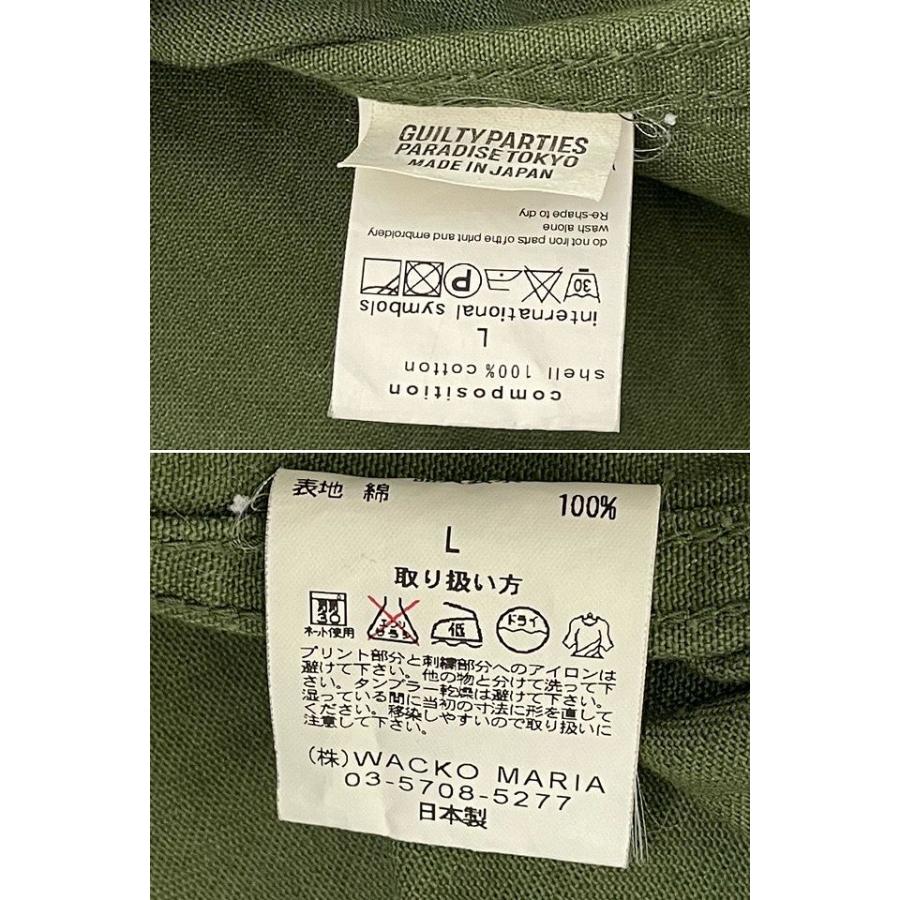 GUILTY PARTIES
PARADISE TOKYO
MADE IN JAPAN
Re-shape to dry
wash alone
do not iron parts of the print and embroidery
30
P
international symbols
L
shell 100% cotton
composition
表地 綿 100%
L
取り扱い方
弱
30
エンソ
サラシ
低
ドライ
ネット使用
プリント部分と刺繍部分へのアイロンは
避けて下さい。他の物と分けて洗って下
さい。タンブラー乾燥は避けて下さい。
湿っている間に当初の寸法に形を直して
ください。移染しやすいので取り扱いに
注意して下さい。
(株)WACKO MARIA
03-5708-5277
日本製